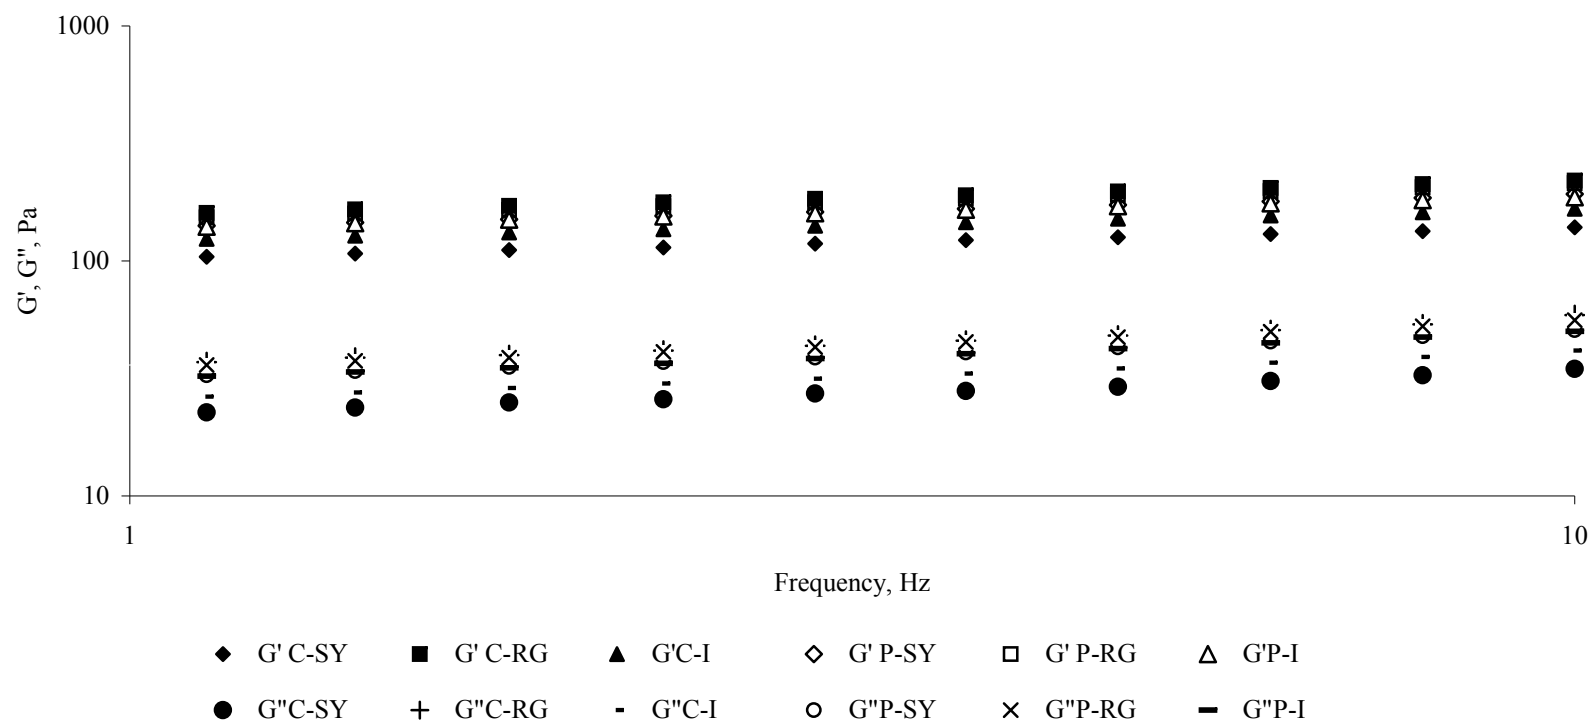 1000
G', G", Pa
100
10
1
10
Frequency, Hz
G' C-SY G' C-RG G'C-I G' P-SY G' P-RG G'P-I
G"C-SY G"C-RG G"C-I G"P-SY G"P-RG G"P-I